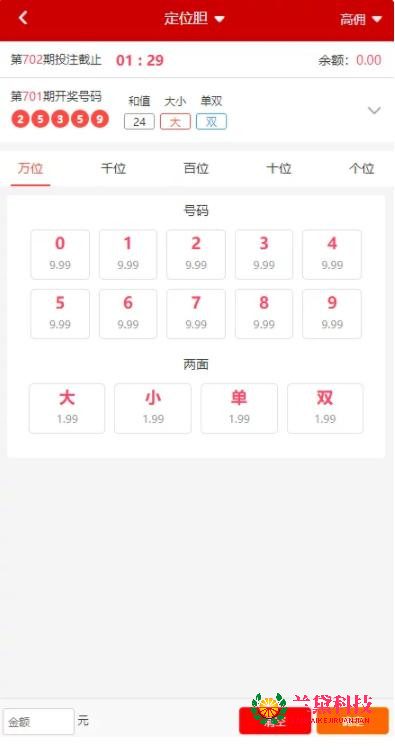 定位胆
高佣
第702期投注截止 01 : 29 余额：0.00
第701期开奖号码 和值 大小 单双
2 5 3 5 9 24 大 双
万位 千位 百位 十位 个位
号码
0 1 2 3 4
9.99 9.99 9.99 9.99 9.99
5 6 7 8 9
9.99 9.99 9.99 9.99 9.99
两面
大 小 单 双
1.99 1.99 1.99 1.99
金额 元
兰黛科技